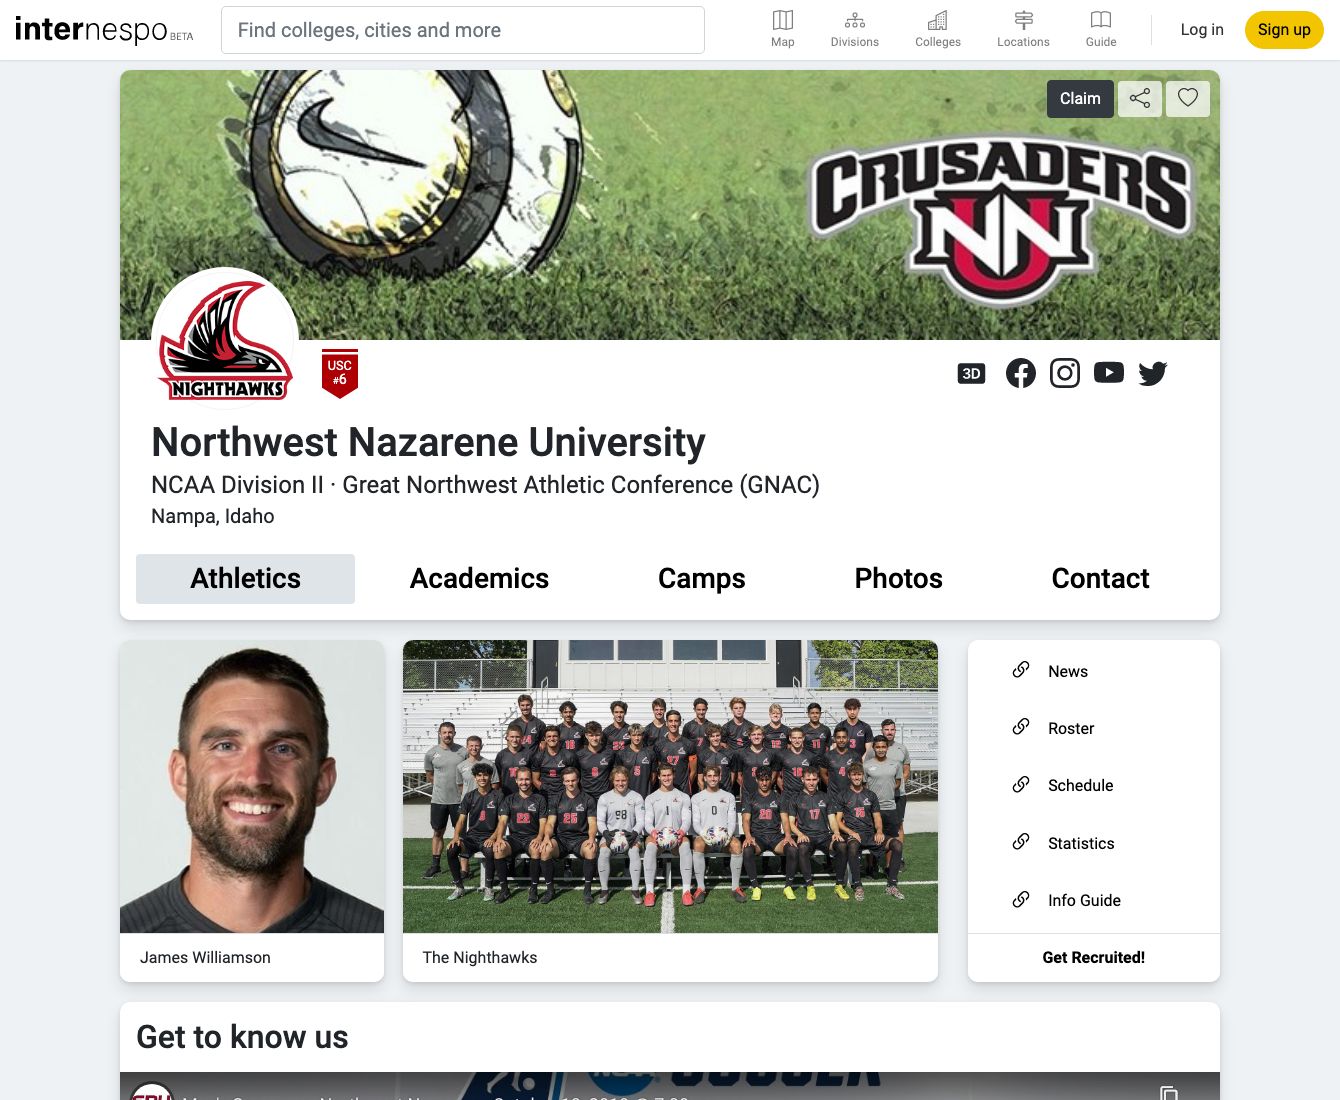 internespo BETA
Find colleges, cities and more
Map
Divisions
Colleges
Locations
Guide
Log in
Sign up
Claim
CRUSADERS
NNU
NIGHTHAWKS
USC
#6
3D
Northwest Nazarene University
NCAA Division II · Great Northwest Athletic Conference (GNAC)
Nampa, Idaho
Athletics
Academics
Camps
Photos
Contact
James Williamson
The Nighthawks
News
Roster
Schedule
Statistics
Info Guide
Get Recruited!
Get to know us
SOCCER